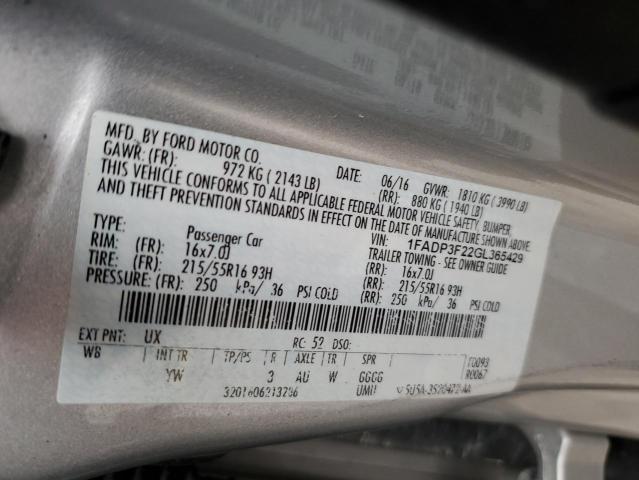 MFD. BY FORD MOTOR CO.
DATE: 06/16 GVWR: 1810 KG ( 3990 LB)
GAWR: (FR): 972 KG ( 2143 LB) (RR): 880 KG ( 1940 LB)
THIS VEHICLE CONFORMS TO ALL APPLICABLE FEDERAL MOTOR VEHICLE SAFETY, BUMPER
AND THEFT PREVENTION STANDARDS IN EFFECT ON THE DATE OF MANUFACTURE SHOWN ABOVE.
VIN: 1FADP3F22GL365429
TYPE: Passenger Car TRAILER TOWING - SEE OWNER GUIDE
RIM: (FR): 16x7.0J (RR): 16x7.0J
TIRE: (FR): 215/55R16 93H (RR): 215/55R16 93H
PRESSURE: (FR): 250 kPa/ 36 PSI COLD (RR): 250 kPa/ 36 PSI COLD
EXT PNT: UX RC: 52 DSO:
WB INT TR TP/PS R AXLE TR SPR T0093
YW 3 AU W GGGG R0067